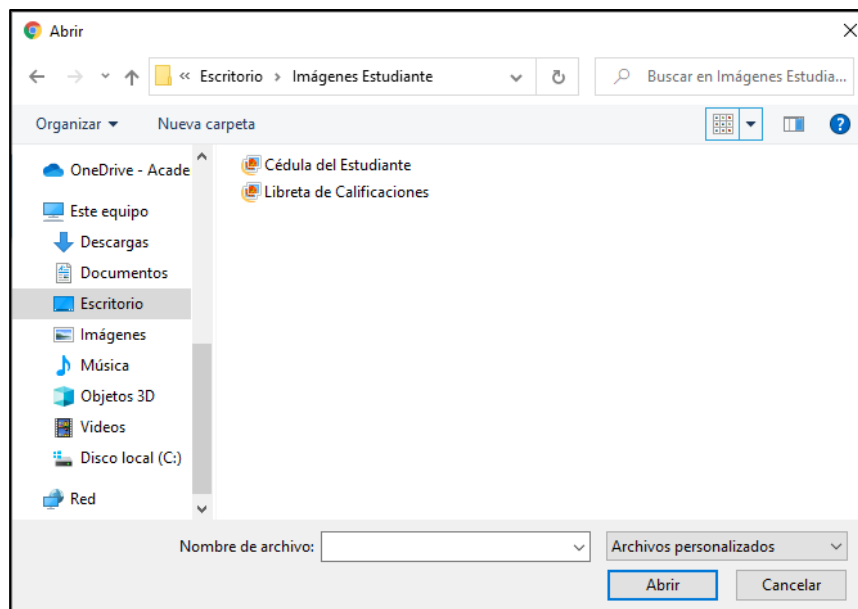 Abrir
« Escritorio › Imágenes Estudiante
Buscar en Imágenes Estudia...
Organizar
Nueva carpeta
OneDrive - Acade
Este equipo
Descargas
Documentos
Escritorio
Imágenes
Música
Objetos 3D
Videos
Disco local (C:)
Red
Cédula del Estudiante
Libreta de Calificaciones
Nombre de archivo:
Archivos personalizados
Abrir
Cancelar